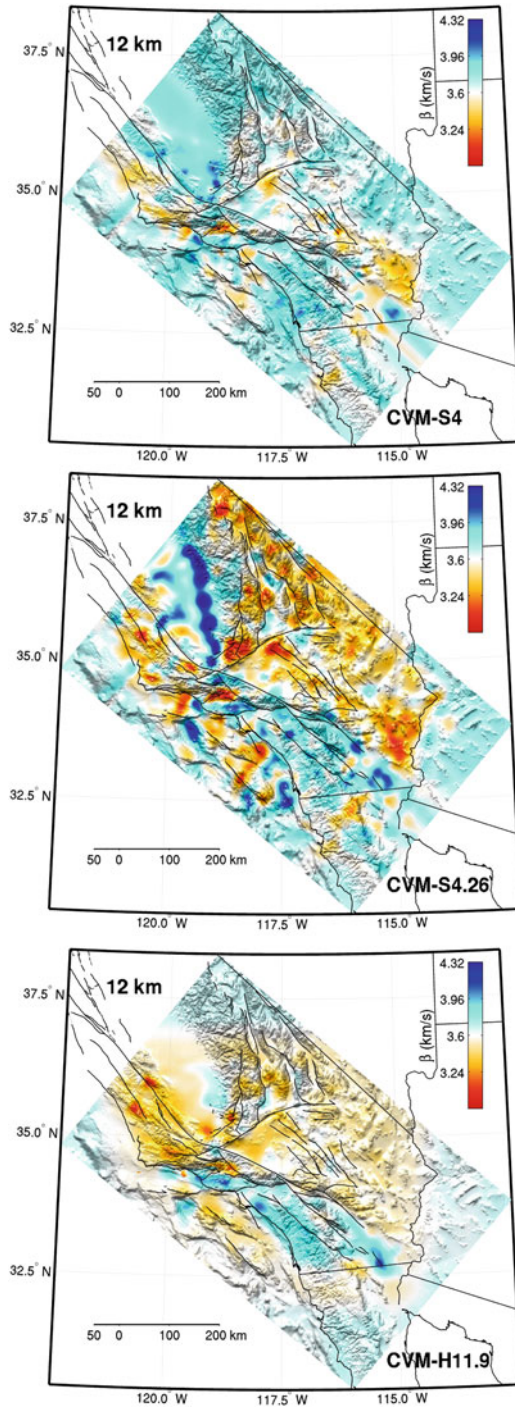 12 km
37.5° N
35.0° N
32.5° N
120.0° W
117.5° W
115.0° W
4.32
3.96
3.6
3.24
β (km/s)
50 0 100 200 km
CVM-S4
12 km
37.5° N
35.0° N
32.5° N
120.0° W
117.5° W
115.0° W
4.32
3.96
3.6
3.24
β (km/s)
50 0 100 200 km
CVM-S4.26
12 km
37.5° N
35.0° N
32.5° N
120.0° W
117.5° W
115.0° W
4.32
3.96
3.6
3.24
β (km/s)
50 0 100 200 km
CVM-H11.9